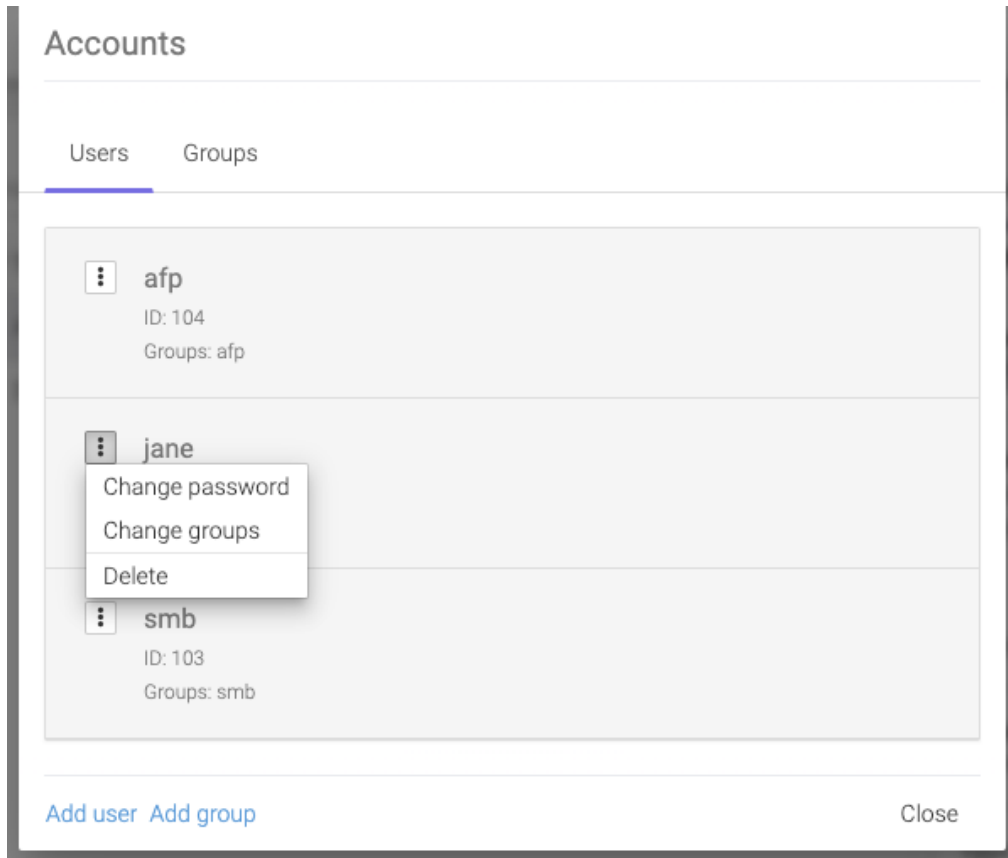 Accounts
Users Groups
afp
ID: 104
Groups: afp
jane
Change password
Change groups
Delete
smb
ID: 103
Groups: smb
Add user Add group Close